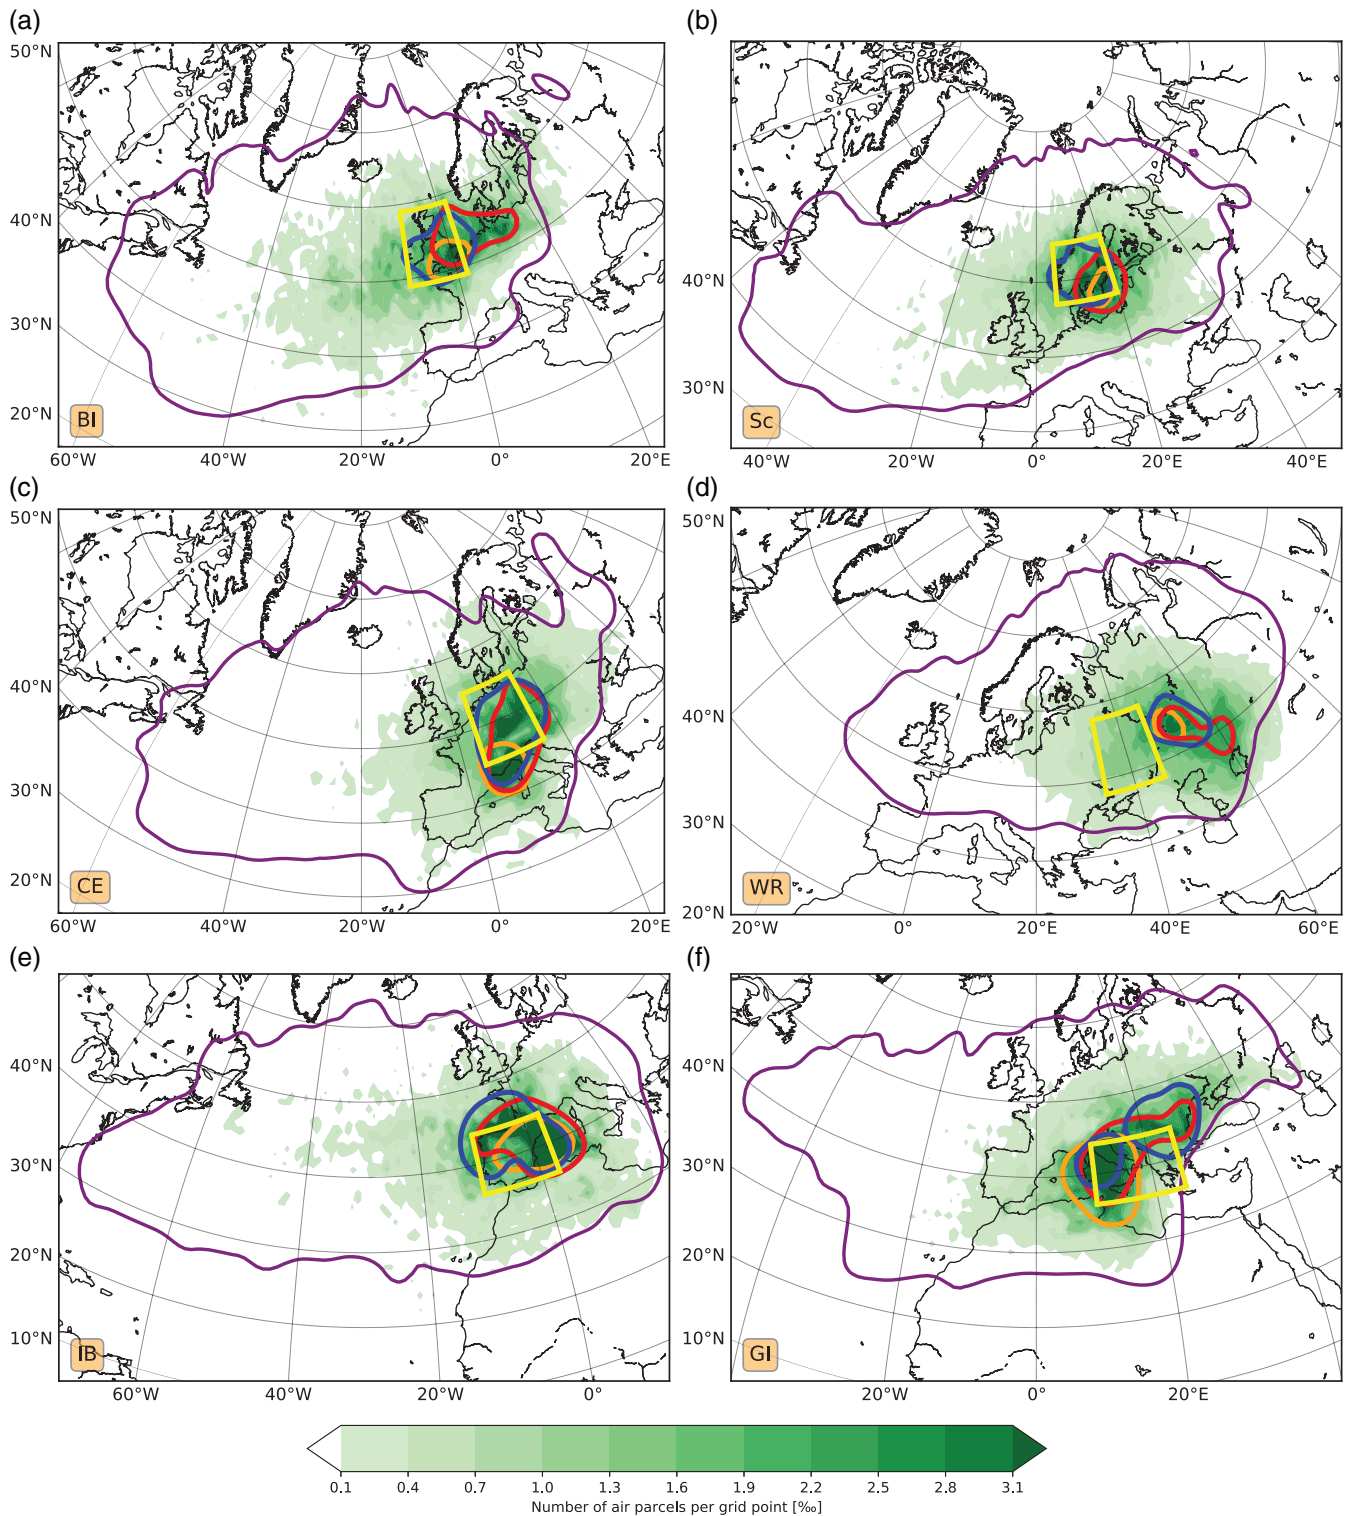 (a)
50°N
40°N
30°N
20°N
BI
60°W 40°W 20°W 0° 20°E
(b)
50°N
40°N
30°N
Sc
40°W 20°W 0° 20°E 40°E
(c)
50°N
40°N
30°N
20°N
CE
60°W 40°W 20°W 0° 20°E
(d)
50°N
40°N
30°N
20°N
WR
20°W 0° 20°E 40°E 60°E
(e)
40°N
30°N
20°N
10°N
IB
60°W 40°W 20°W 0°
(f)
40°N
30°N
20°N
10°N
GI
20°W 0° 20°E
0.1 0.4 0.7 1.0 1.3 1.6 1.9 2.2 2.5 2.8 3.1
Number of air parcels per grid point [‰]